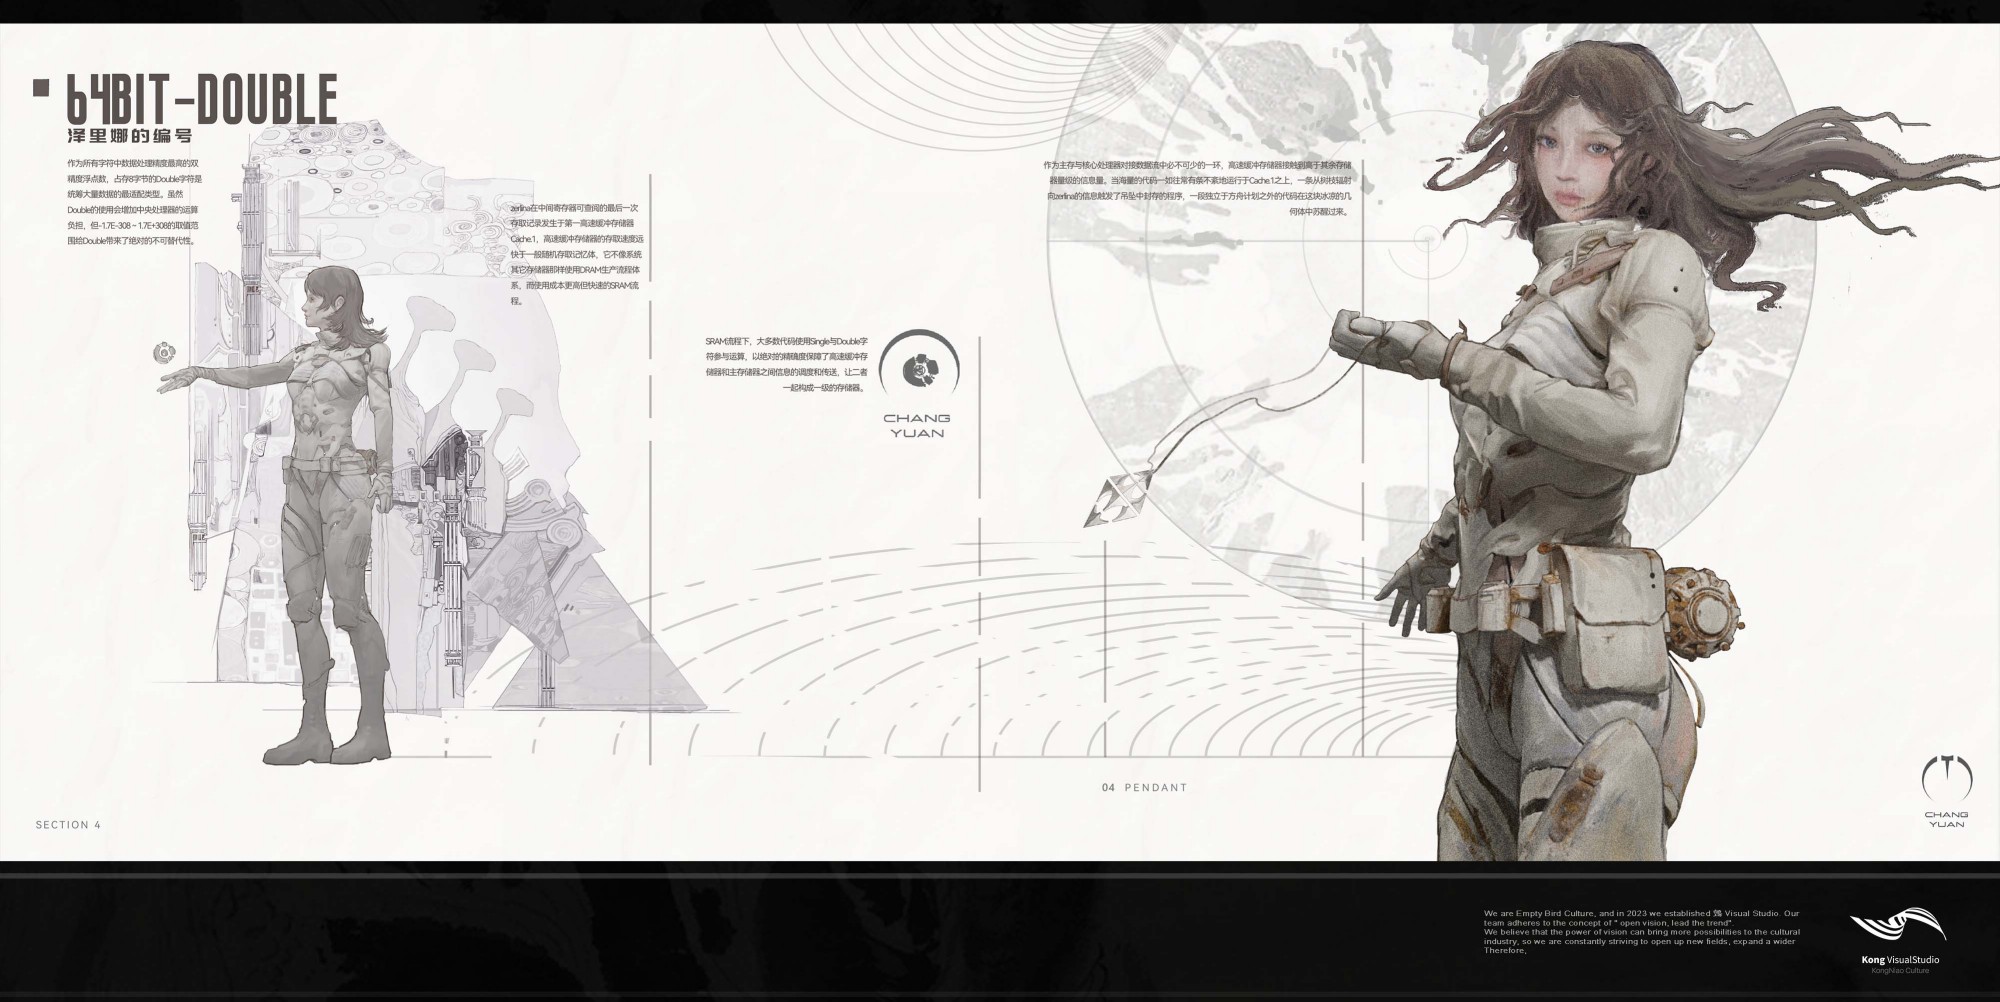 64BIT-DOUBLE
泽里娜的编号
作为所有字符中数据处理精度最高的双
精度浮点数，占存8字节的Double字符是
统筹大量数据的最适配类型。虽然
Double的使用会增加中央处理器的运算
负担，但-1.7E-308 ~ 1.7E+308的取值范
围给Double带来了绝对的不可替代性。
zerlina在中间寄存器可查阅的最后一次
存取记录发生于第一高速缓冲存储器
Cache.1，高速缓冲存储器的存取速度远
快于一般随机存取记忆体，它不像系统
其它存储器那样使用DRAM生产流程体
系，而使用成本更高但快速的SRAM流
程。
SRAM流程下，大多数代码使用Single与Double字
符参与运算，以绝对的精确度保障了高速缓冲存
储器和主存储器之间信息的调度和传送，让二者
一起构成一级的存储器。
CHANG
YUAN
作为主存与核心处理器对接数据流中必不可少的一环，高速缓冲存储器接触到高于其余存储
器量级的信息量。当海量的代码一如往常有条不紊地运行于Cache.1之上，一条从树枝辐射
向zerlina的信息触发了吊坠中封存的程序，一段独立于方舟计划之外的代码在这块冰凉的几
何体中苏醒过来。
04 PENDANT
SECTION 4
CHANG
YUAN
We are Empty Bird Culture, and in 2023 we established Visual Studio. Our
team adheres to the concept of " open vision, lead the trend".
We believe that the power of vision can bring more possibilities to the cultural
industry, so we are constantly striving to open up new fields, expand a wider
Therefore,
Kong VisualStudio
KongNiao Culture